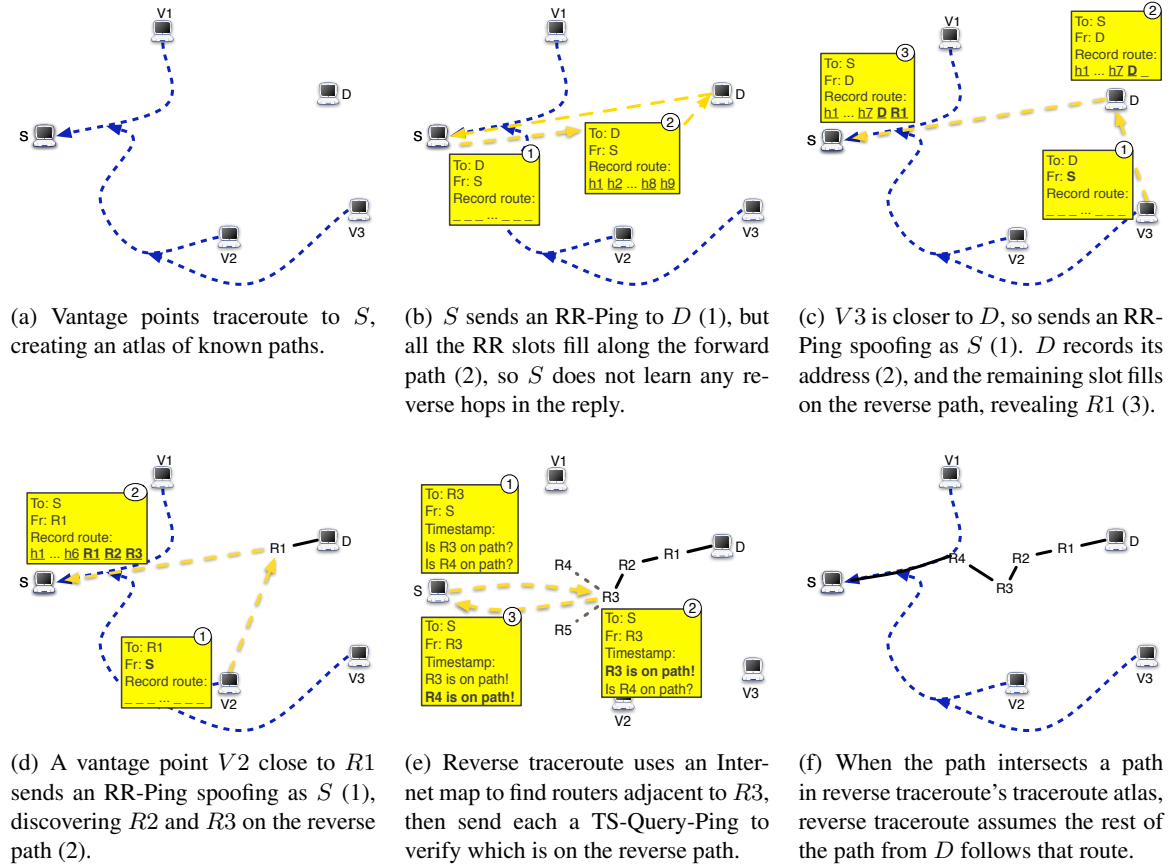 V1
D
S
V2
V3
(a) Vantage points traceroute to S,
creating an atlas of known paths.
D
S
2
To: D
Fr: S
Record route:
h1 h2 ... h8 h9
1
To: D
Fr: S
Record route:
_ _ _ ... _ _ _
V1
V2
V3
(b) S sends an RR-Ping to D (1), but
all the RR slots fill along the forward
path (2), so S does not learn any re-
verse hops in the reply.
2
To: S
Fr: D
Record route:
h1 ... h7 D _
V1
3
To: S
Fr: D
Record route:
h1 ... h7 D R1
D
S
1
To: D
Fr: S
Record route:
_ _ _ ... _ _ _
V3
V2
(c) V3 is closer to D, so sends an RR-
Ping spoofing as S (1). D records its
address (2), and the remaining slot fills
on the reverse path, revealing R1 (3).
V1
2
To: S
Fr: R1
Record route:
h1 ... h6 R1 R2 R3
R1
D
S
1
To: R1
Fr: S
Record route:
_ _ _ ... _ _ _
V2
V3
(d) A vantage point V2 close to R1
sends an RR-Ping spoofing as S (1),
discovering R2 and R3 on the reverse
path (2).
V1
1
To: R3
Fr: S
Timestamp:
Is R3 on path?
Is R4 on path?
R1
D
R2
R4
S
R3
R5
3
To: S
Fr: R3
Timestamp:
R3 is on path!
R4 is on path!
2
To: S
Fr: R3
Timestamp:
R3 is on path!
Is R4 on path?
V3
V2
(e) Reverse traceroute uses an Inter-
net map to find routers adjacent to R3,
then send each a TS-Query-Ping to
verify which is on the reverse path.
V1
D
R1
R2
R4
R3
S
V2
V3
(f) When the path intersects a path
in reverse traceroute's traceroute atlas,
reverse traceroute assumes the rest of
the path from D follows that route.